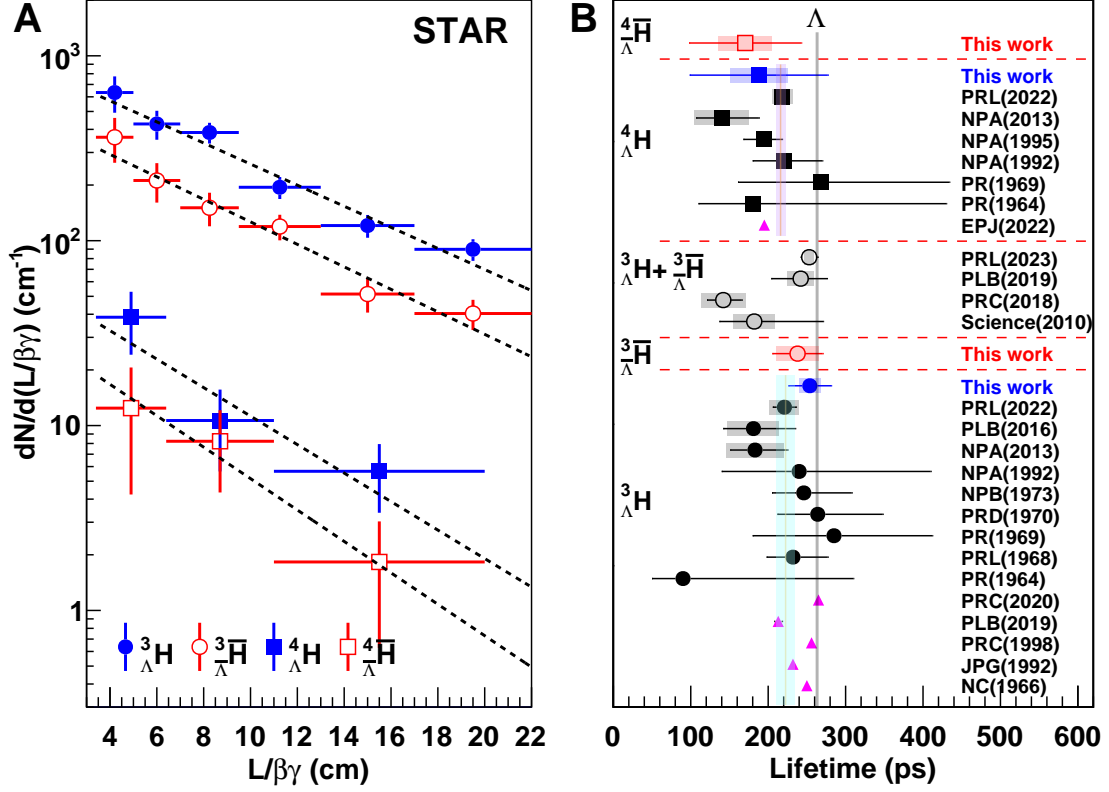 A
STAR
10³
10²
10
1
dN/d(L/βγ) (cm⁻¹)
³ΛH ³Λ̅H̅ ⁴ΛH ⁴Λ̅H̅
4 6 8 10 12 14 16 18 20 22
L/βγ (cm)
B
Λ
⁴Λ̅H̅
This work
⁴ΛH
This work
PRL(2022)
NPA(2013)
NPA(1995)
NPA(1992)
PR(1969)
PR(1964)
EPJ(2022)
³ΛH+ ³Λ̅H̅
PRL(2023)
PLB(2019)
PRC(2018)
Science(2010)
³Λ̅H̅
This work
³ΛH
This work
PRL(2022)
PLB(2016)
NPA(2013)
NPA(1992)
NPB(1973)
PRD(1970)
PR(1969)
PRL(1968)
PR(1964)
PRC(2020)
PLB(2019)
PRC(1998)
JPG(1992)
NC(1966)
0 100 200 300 400 500 600
Lifetime (ps)